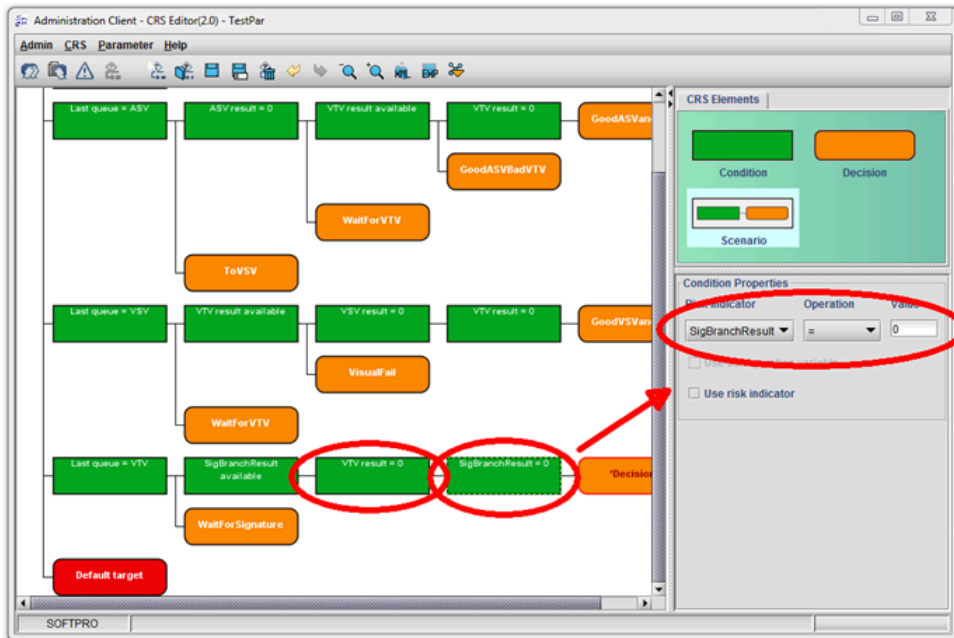 Administration Client - CRS Editor(2.0) - TestPar
Admin CRS Parameter Help
Last queue = ASV
ASV result = 0
VTV result available
VTV result = 0
GoodASVan
GoodASVBadVTV
WaitForVTV
ToVSV
Last queue = VSV
VTV result available
VSV result = 0
VTV result = 0
GoodVSVan
VisualFail
WaitForVTV
Last queue = VTV
SigBranchResult
available
VTV result = 0
SigBranchResult = 0
*Decision
WaitForSignature
Default target
CRS Elements
Condition
Decision
Scenario
Condition Properties
Risk Indicator
Operation
Value
SigBranchResult
=
0
Use risk indicator
SOFTPRO